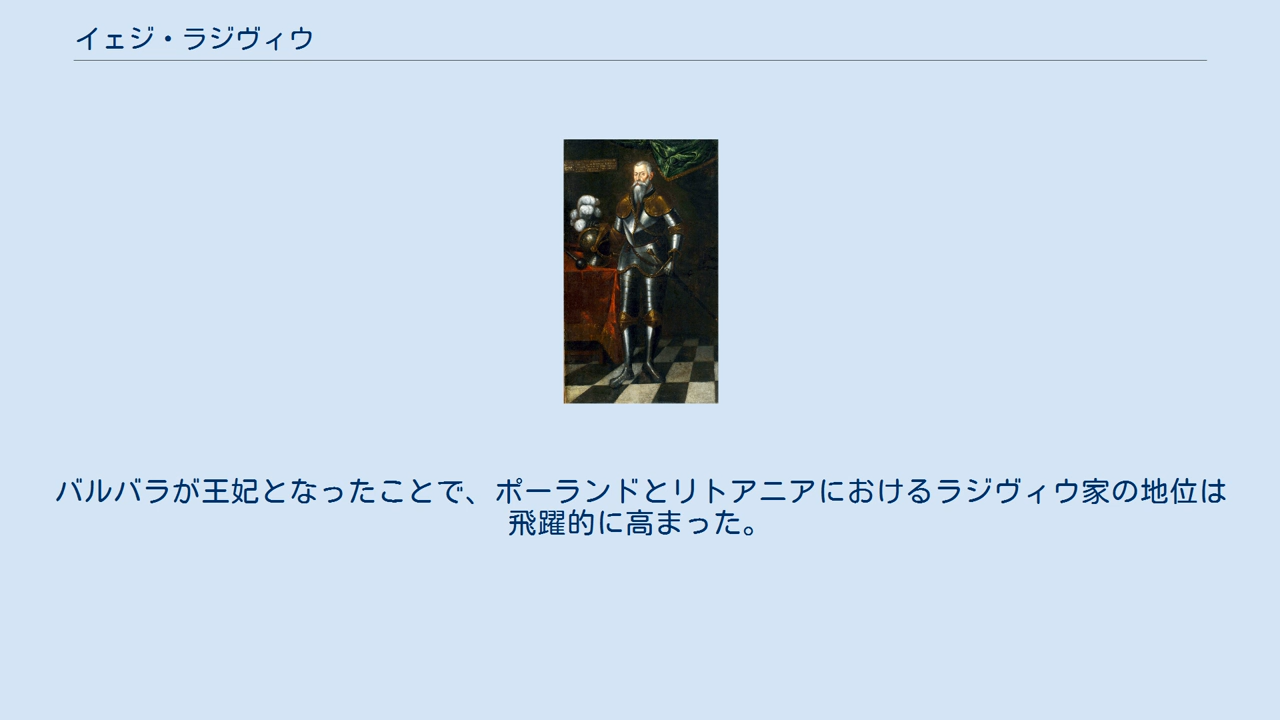 イェジ・ラジヴィウ
バルバラが王妃となったことで、ポーランドとリトアニアにおけるラジヴィウ家の地位は
飛躍的に高まった。